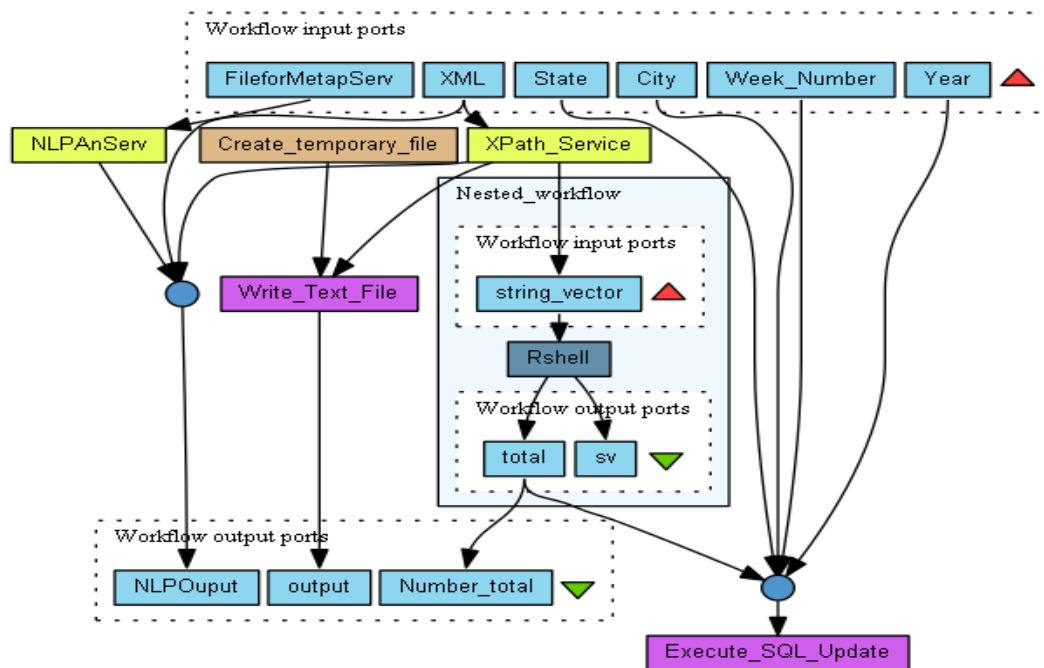 Workflow input ports
FileforMetapServ XML State City Week_Number Year
NLPAnServ Create_temporary_file XPath_Service
Nested_workflow
Workflow input ports
Write_Text_File string_vector
Rshell
Workflow output ports
total sv
Workflow output ports
NLPOuput output Number_total
Execute_SQL_Update